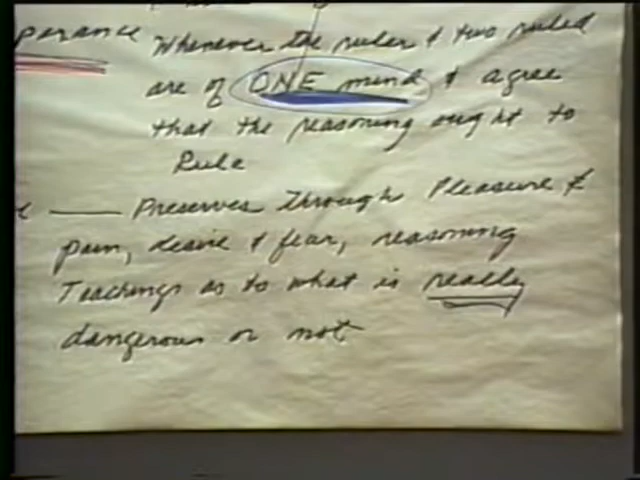 perance Whenever the ruler & two ruled
are of ONE mind & agree
that the reasoning ought to
Rule
e — Preserves through Pleasure &
pain, desire & fear, reasoning
Teachings as to what is really
dangerous or not